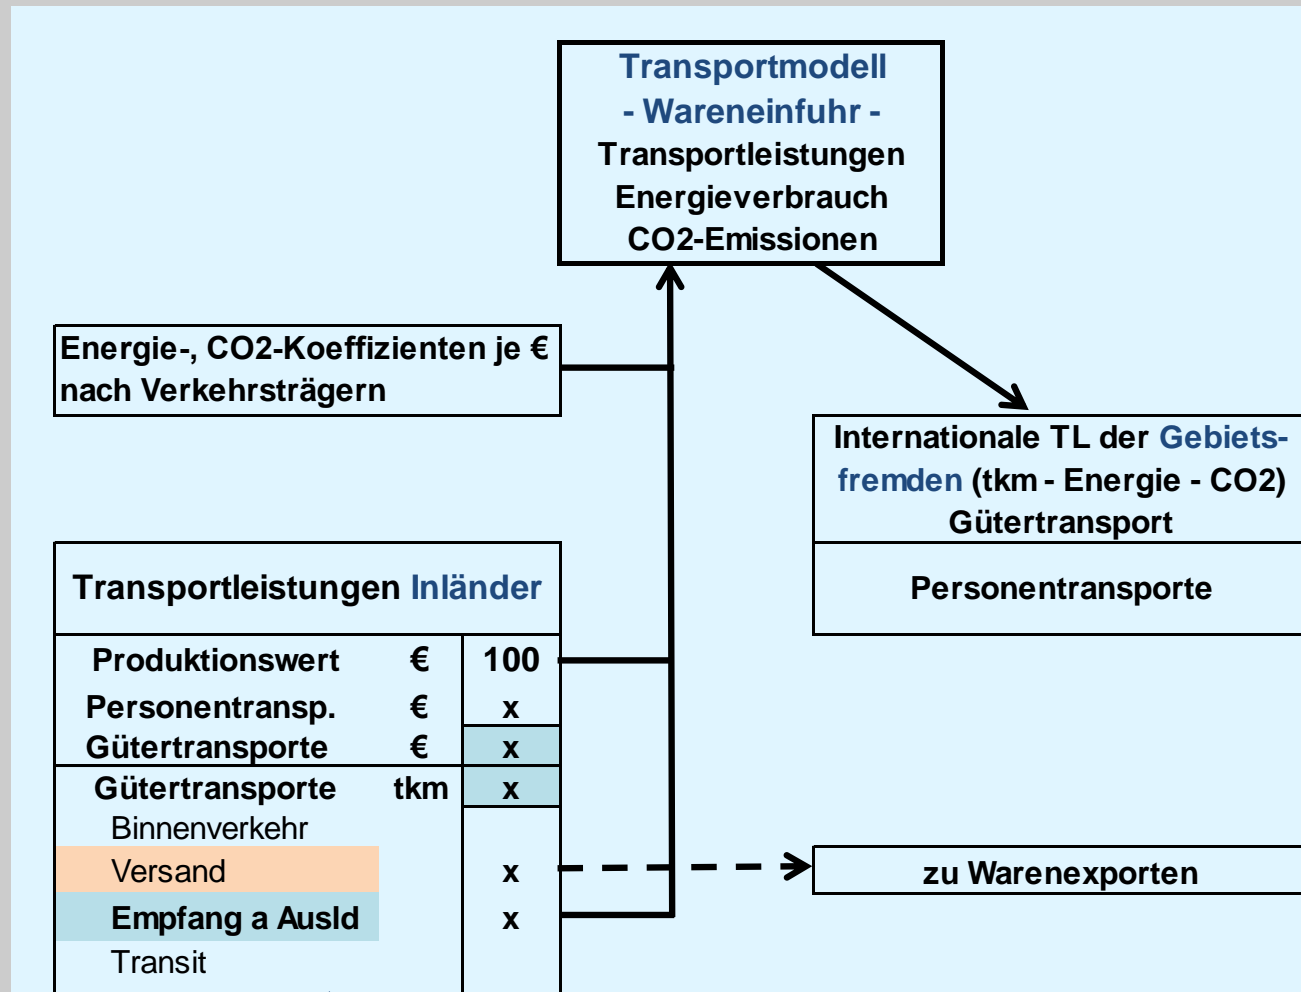 Transportmodell
- Wareneinfuhr -
Transportleistungen
Energieverbrauch
CO2-Emissionen
Energie-, CO2-Koeffizienten je €
nach Verkehrsträgern
Internationale TL der Gebiets-
fremden (tkm - Energie - CO2)
Gütertransport
Personentransporte
Transportleistungen Inländer
Produktionswert € 100
Personentransp. € x
Gütertransporte € x
Gütertransporte tkm x
Binnenverkehr
Versand x
zu Warenexporten
Empfang a Ausld x
Transit